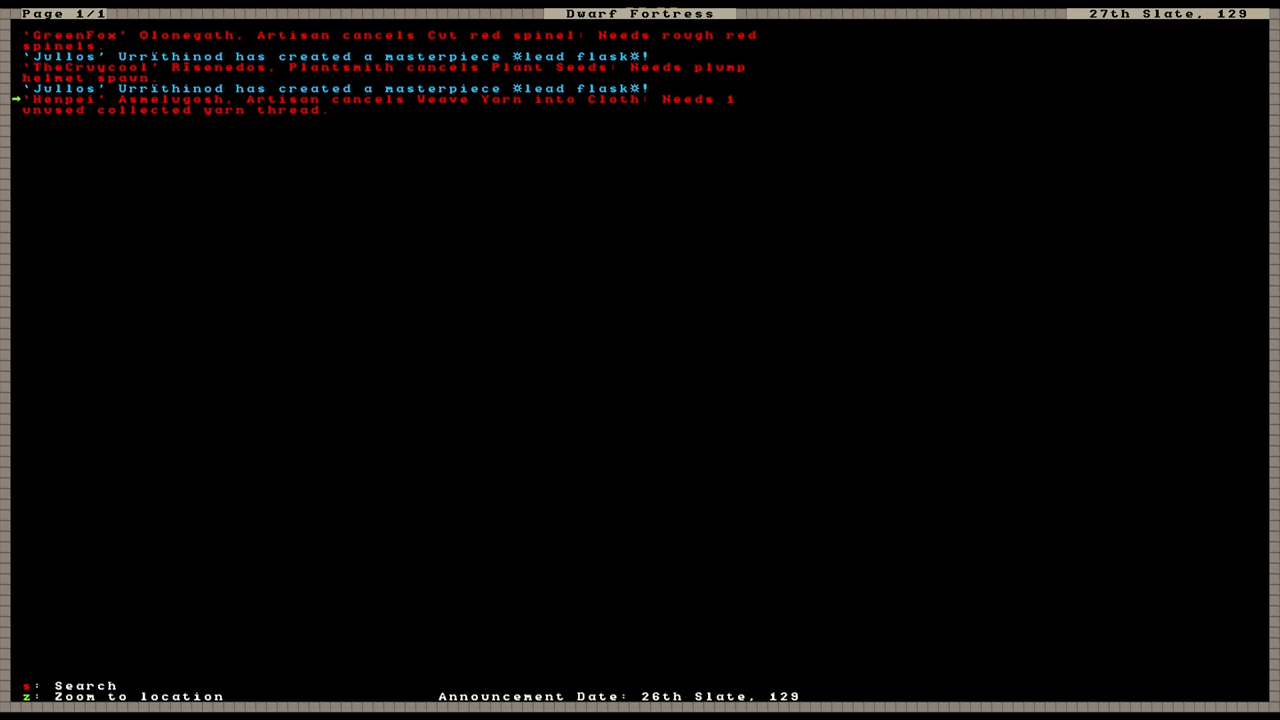 Page 1/1 Dwarf Fortress 27th Slate, 129
`GreenFox' Olonegath, Artisan cancels Cut red spinel: Needs rough red
spinels.
`Jullos' Urrïthinod has created a masterpiece ☼lead flask☼!
`TheCruycool' Rîsenedos, Plantsmith cancels Plant Seeds: Needs plump
helmet spawn.
`Jullos' Urrïthinod has created a masterpiece ☼lead flask☼!
`Henpei' Asmelugosh, Artisan cancels Weave Yarn into Cloth: Needs 1
unused collected yarn thread.
s: Search
z: Zoom to location Announcement Date: 26th Slate, 129